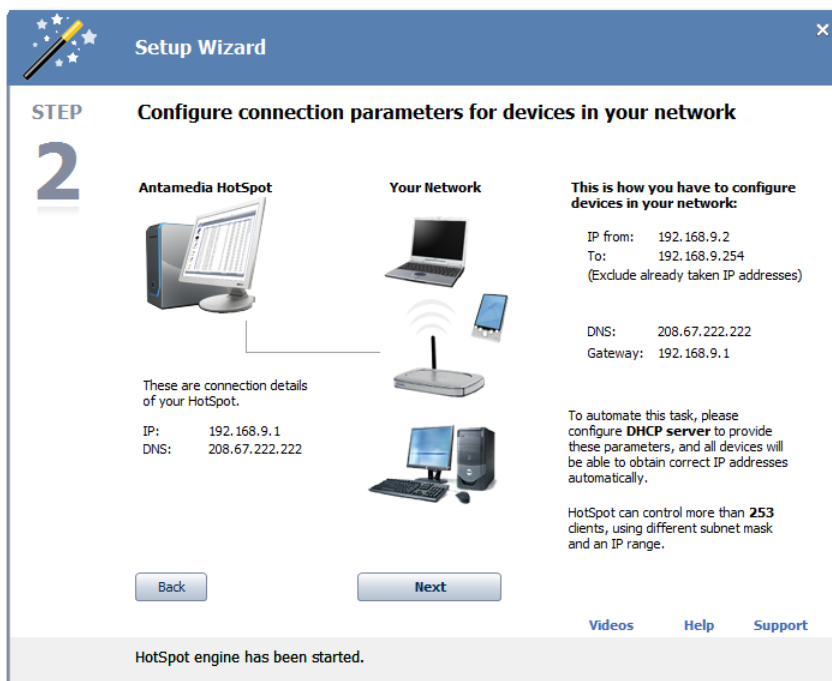 Setup Wizard
STEP
2
Configure connection parameters for devices in your network
Antamedia HotSpot
Your Network
These are connection details
of your HotSpot.
IP: 192.168.9.1
DNS: 208.67.222.222
This is how you have to configure
devices in your network:
IP from: 192.168.9.2
To: 192.168.9.254
(Exclude already taken IP addresses)
DNS: 208.67.222.222
Gateway: 192.168.9.1
To automate this task, please
configure DHCP server to provide
these parameters, and all devices will
be able to obtain correct IP addresses
automatically.
HotSpot can control more than 253
clients, using different subnet mask
and an IP range.
Back
Next
Videos
Help
Support
HotSpot engine has been started.